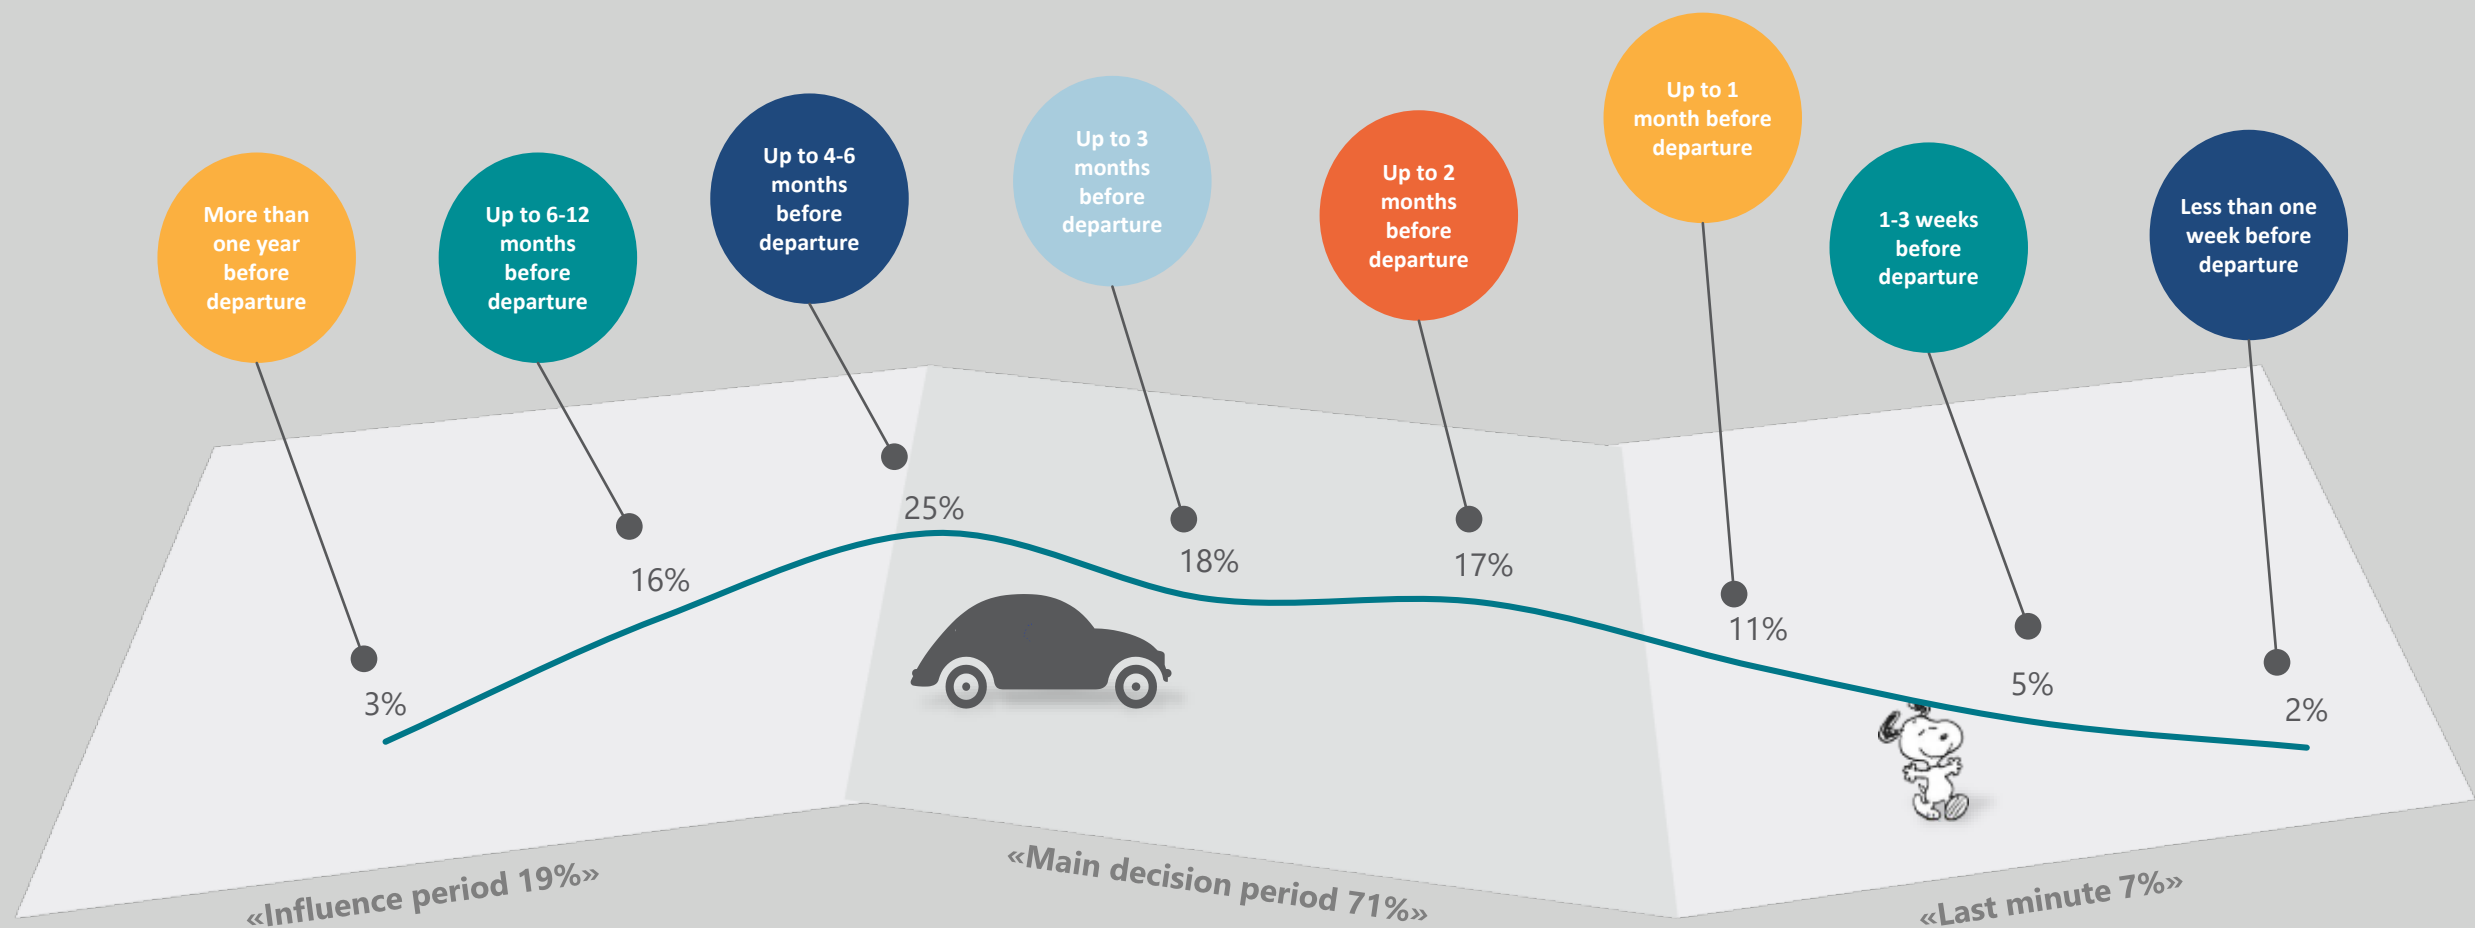 More than
one year
before
departure
Up to 6-12
months
before
departure
Up to 4-6
months
before
departure
Up to 3
months
before
departure
Up to 2
months
before
departure
Up to 1
month before
departure
1-3 weeks
before
departure
Less than one
week before
departure
3%
16%
25%
18%
17%
11%
5%
2%
«Influence period 19%»
«Main decision period 71%»
«Last minute 7%»